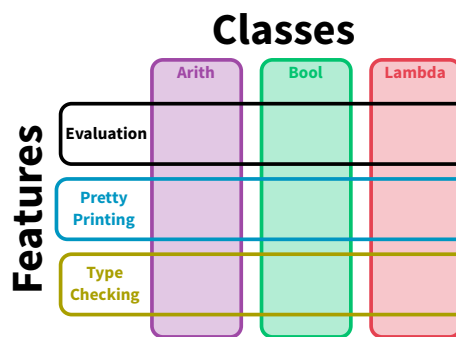 Classes
Arith Bool Lambda
Features
Evaluation
Pretty
Printing
Type
Checking